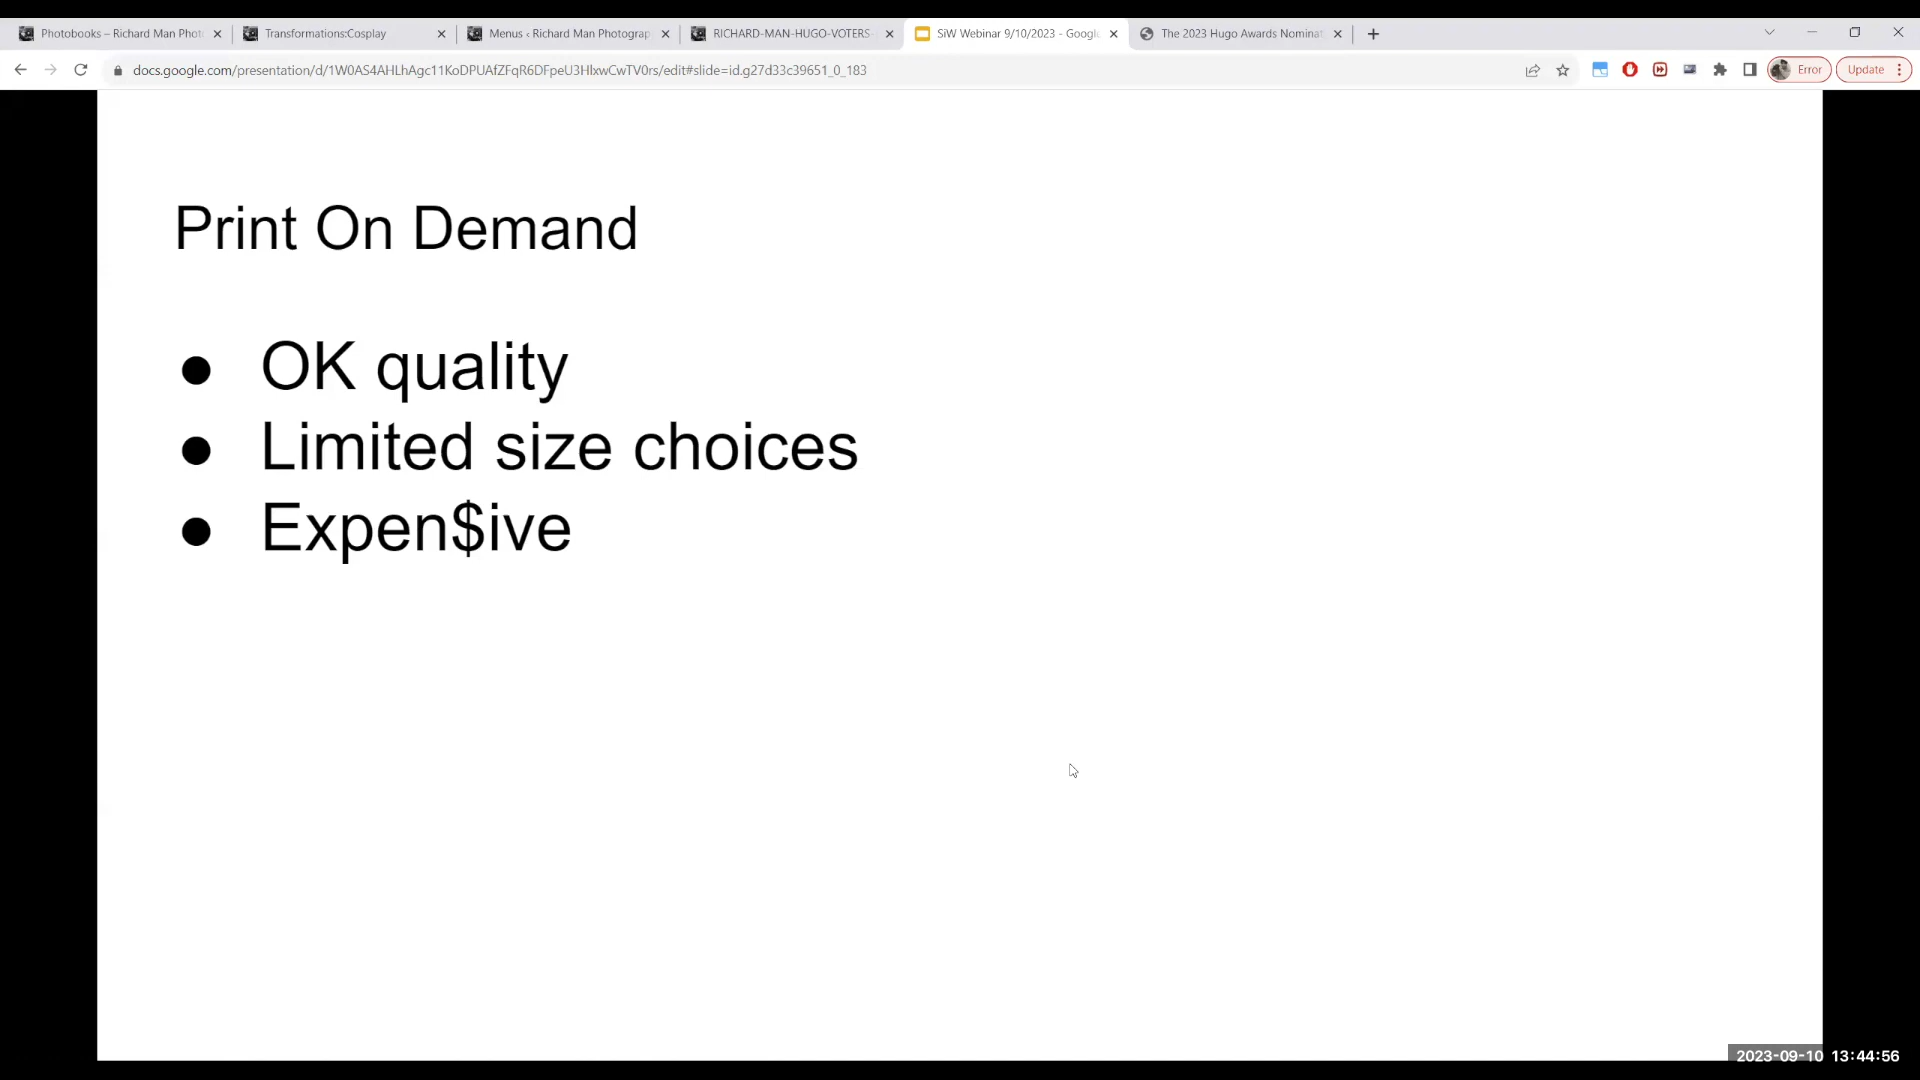 Photobooks – Richard Man Phot
Transformations:Cosplay
Menus ‹ Richard Man Photograp
RICHARD-MAN-HUGO-VOTERS-
SiW Webinar 9/10/2023 - Google
The 2023 Hugo Awards Nominat
docs.google.com/presentation/d/1W0AS4AHLhAgc11KoDPUAfZFqR6DFpeU3HlxwCwTV0rs/edit#slide=id.g27d33c39651_0_183
Error
Update
Print On Demand
● OK quality
● Limited size choices
● Expen$ive
2023-09-10 13:44:56